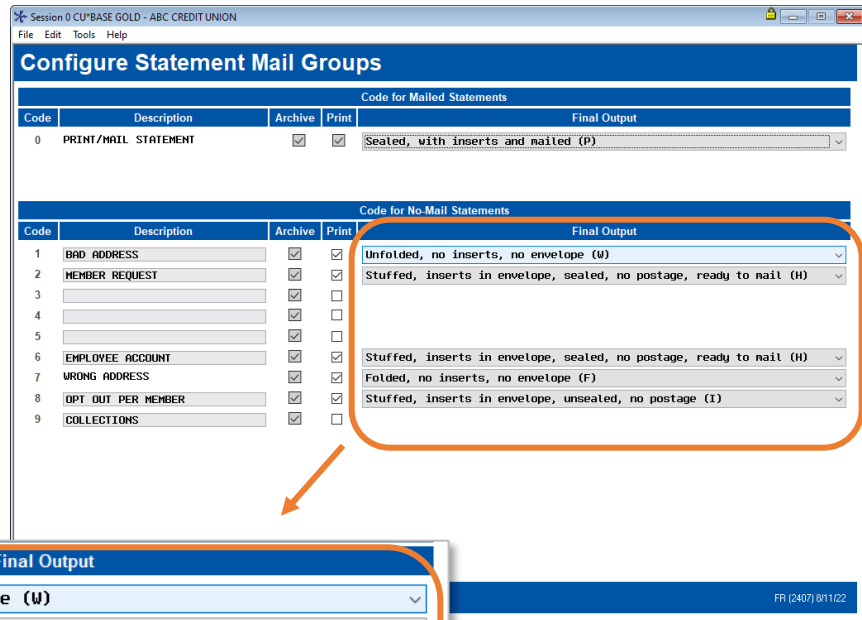 Session 0 CU*BASE GOLD - ABC CREDIT UNION
File Edit Tools Help
Configure Statement Mail Groups
Code for Mailed Statements
Code Description Archive Print Final Output
0 PRINT/MAIL STATEMENT Sealed, with inserts and mailed (P)
Code for No-Mail Statements
Code Description Archive Print Final Output
1 BAD ADDRESS Unfolded, no inserts, no envelope (W)
2 MEMBER REQUEST Stuffed, inserts in envelope, sealed, no postage, ready to mail (H)
3
4
5
6 EMPLOYEE ACCOUNT Stuffed, inserts in envelope, sealed, no postage, ready to mail (H)
7 WRONG ADDRESS Folded, no inserts, no envelope (F)
8 OPT OUT PER MEMBER Stuffed, inserts in envelope, unsealed, no postage (I)
9 COLLECTIONS
Final Output
e (W)
FR (2407) 8/11/22